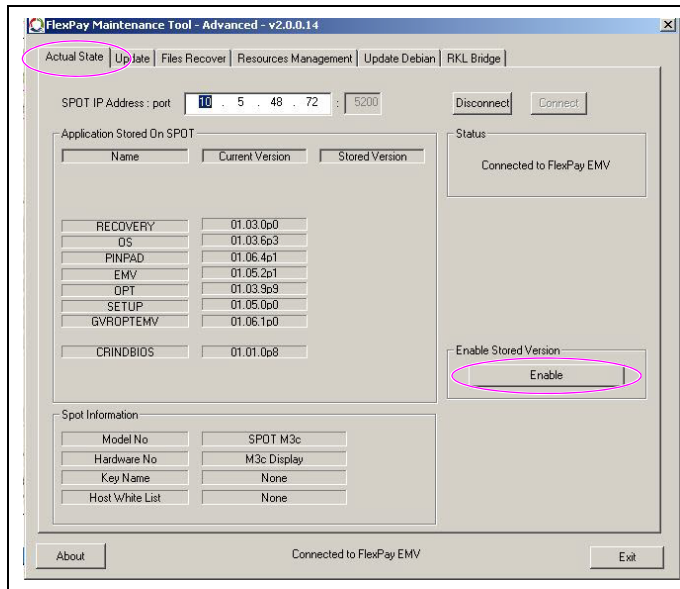 FlexPay Maintenance Tool - Advanced - v2.0.0.14
Actual State Update Files Recover Resources Management Update Debian RKL Bridge
SPOT IP Address : port 10 . 5 . 48 . 72 : 5200 Disconnect Connect
Application Stored On SPOT
Name Current Version Stored Version
RECOVERY 01.03.0p0
OS 01.03.6p3
PINPAD 01.06.4p1
EMV 01.05.2p1
OPT 01.03.9p9
SETUP 01.05.0p0
GVROPTEMV 01.06.1p0
CRINDBIOS 01.01.0p8
Status
Connected to FlexPay EMV
Enable Stored Version
Enable
Spot Information
Model No SPOT M3c
Hardware No M3c Display
Key Name None
Host White List None
About Connected to FlexPay EMV Exit